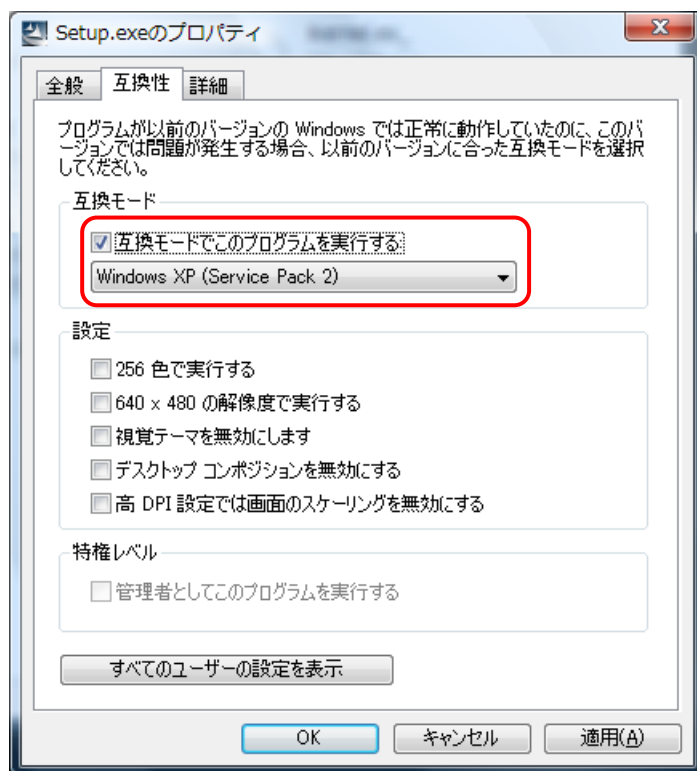 Setup.exeのプロパティ
全般 互換性 詳細
プログラムが以前のバージョンの Windows では正常に動作していたのに、このバ
ージョンでは問題が発生する場合、以前のバージョンに合った互換モードを選択
してください。
互換モード
互換モードでこのプログラムを実行する:
Windows XP (Service Pack 2)
設定
256 色で実行する
640 x 480 の解像度で実行する
視覚テーマを無効にします
デスクトップ コンポジションを無効にする
高 DPI 設定では画面のスケーリングを無効にする
特権レベル
管理者としてこのプログラムを実行する
すべてのユーザーの設定を表示
OK キャンセル 適用(A)